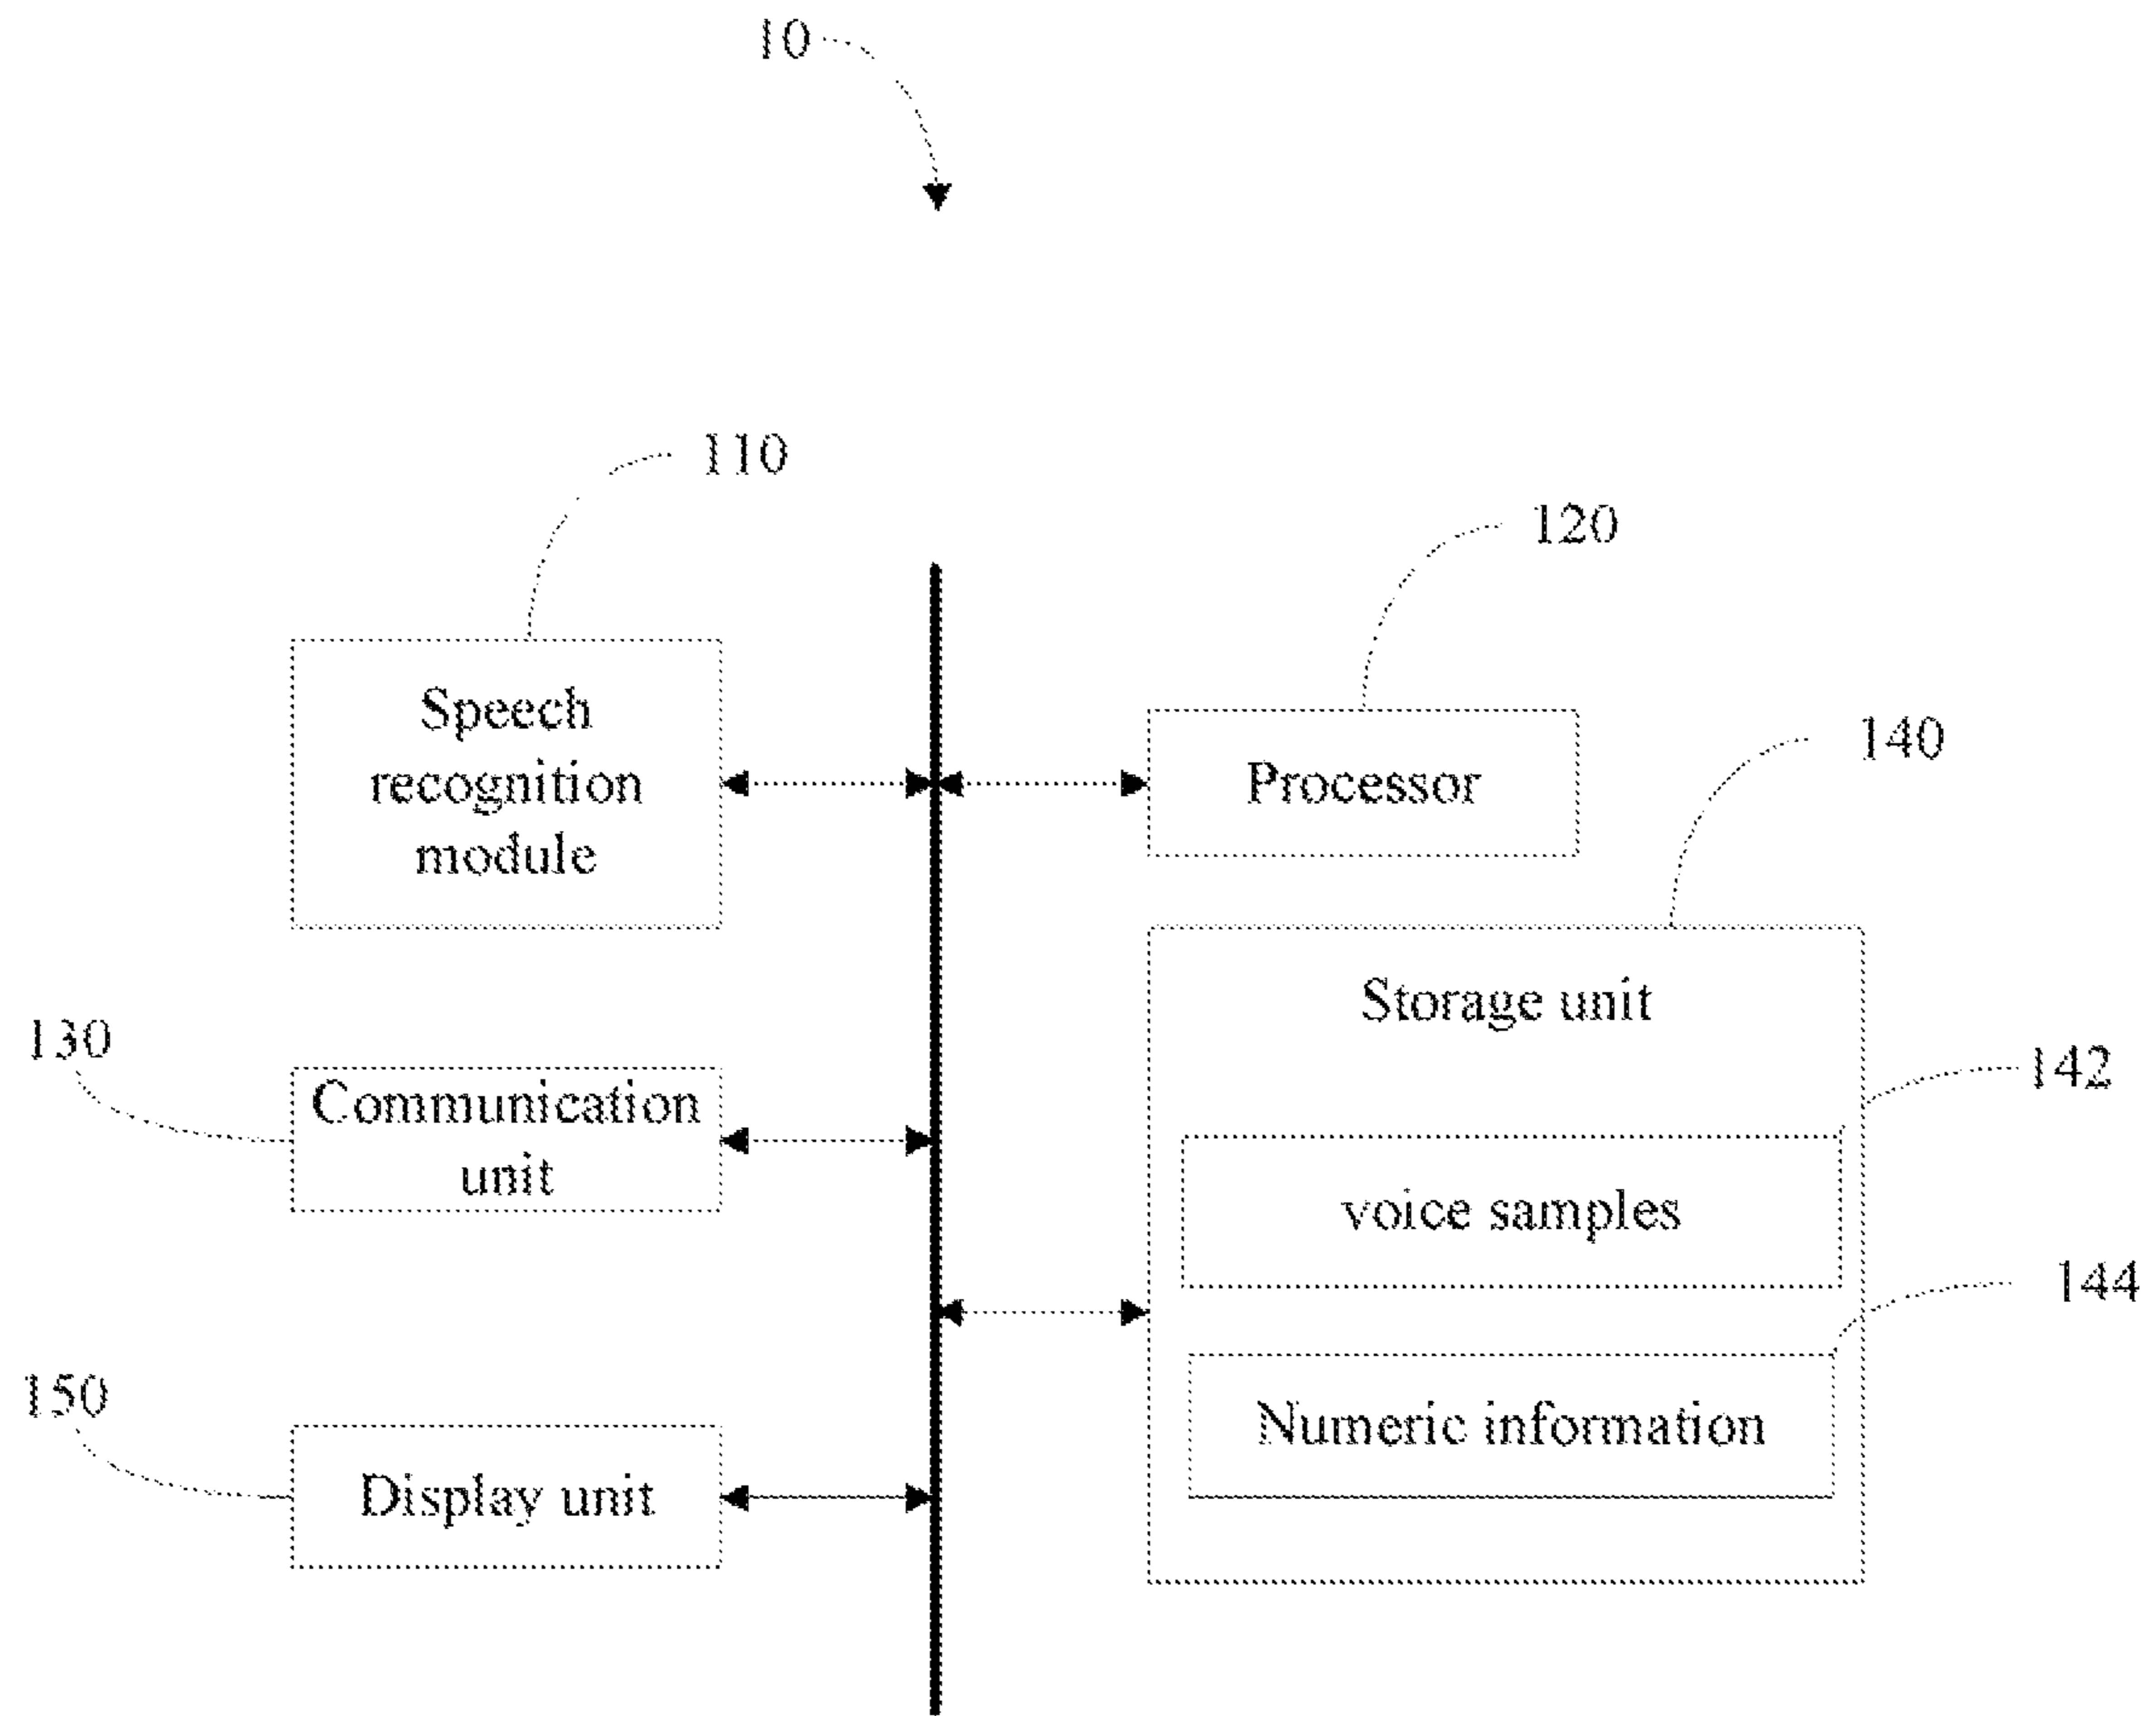 10
110
120
Speech
recognition
module
Processor
140
Storage unit
130
Communication
unit
142
voice samples
144
150
Numeric information
Display unit